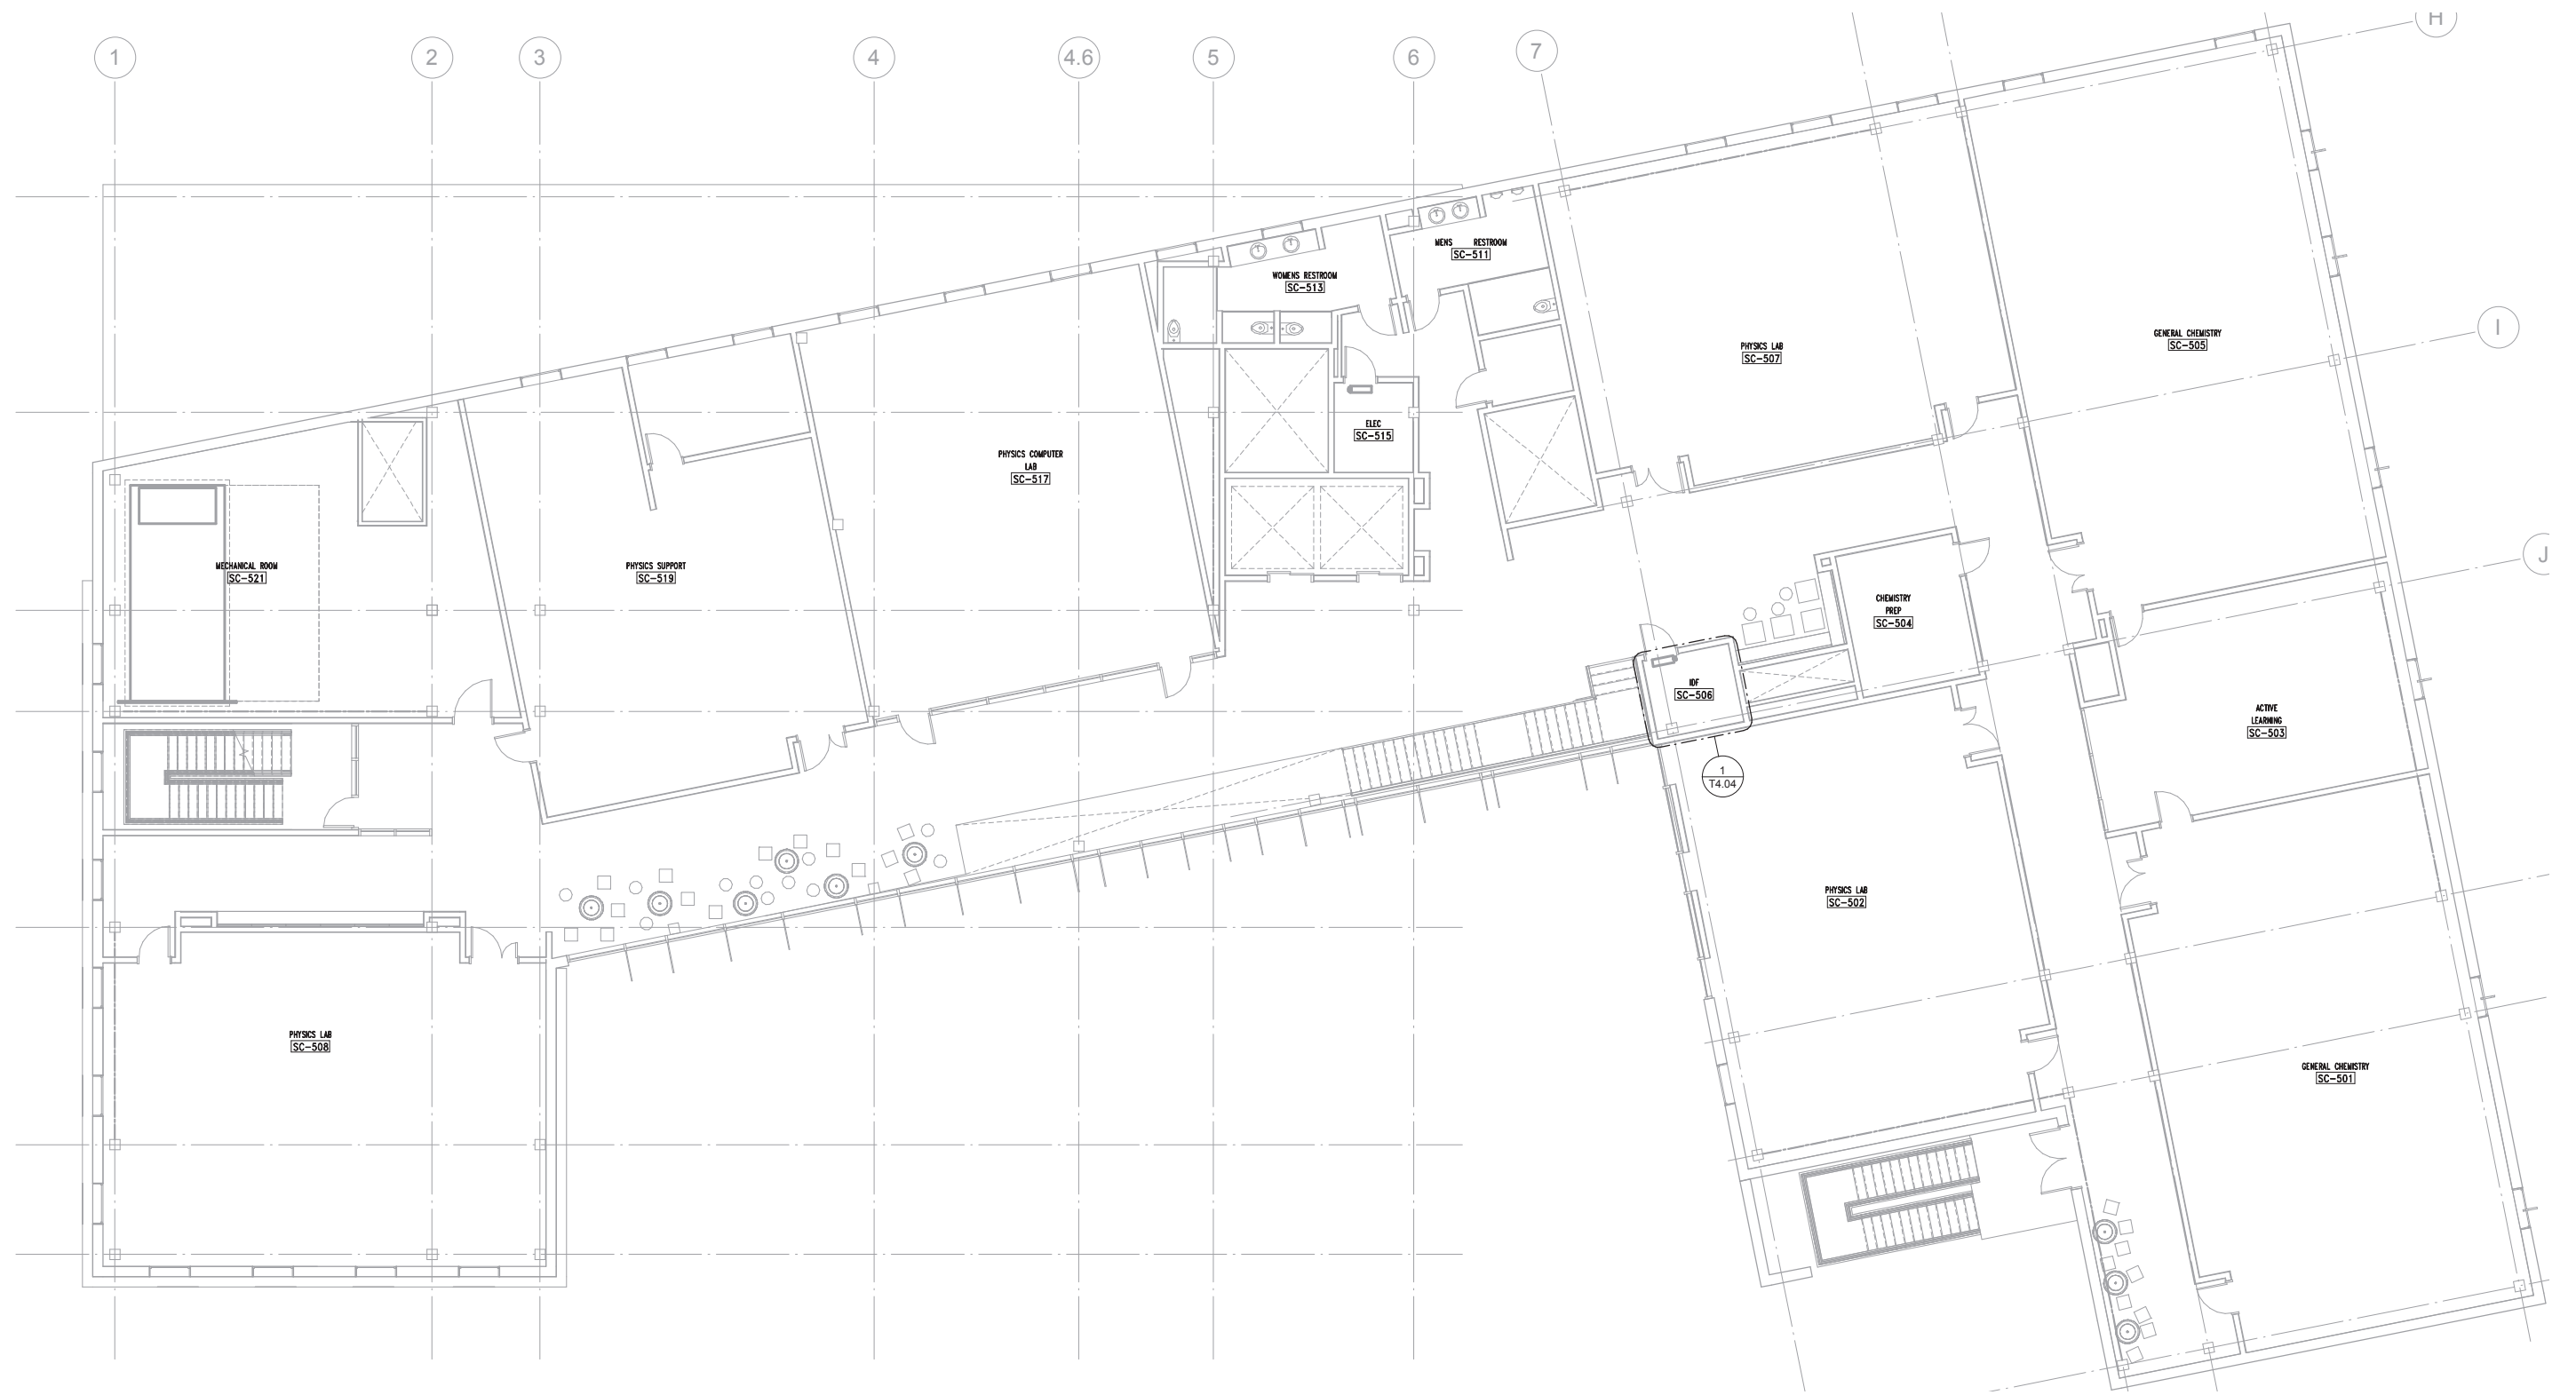 H
1
2
3
4
4.6
5
6
7
MENS RESTROOM
SC-511
WOMENS RESTROOM
SC-513
I
GENERAL CHEMISTRY
SC-505
PHYSICS LAB
SC-507
ELEC
SC-515
PHYSICS COMPUTER
LAB
SC-517
J
MECHANICAL ROOM
SC-521
PHYSICS SUPPORT
SC-519
CHEMISTRY
PREP
SC-504
IDF
SC-506
ACTIVE
LEARNING
SC-503
1
T4.04
PHYSICS LAB
SC-502
PHYSICS LAB
SC-508
GENERAL CHEMISTRY
SC-501